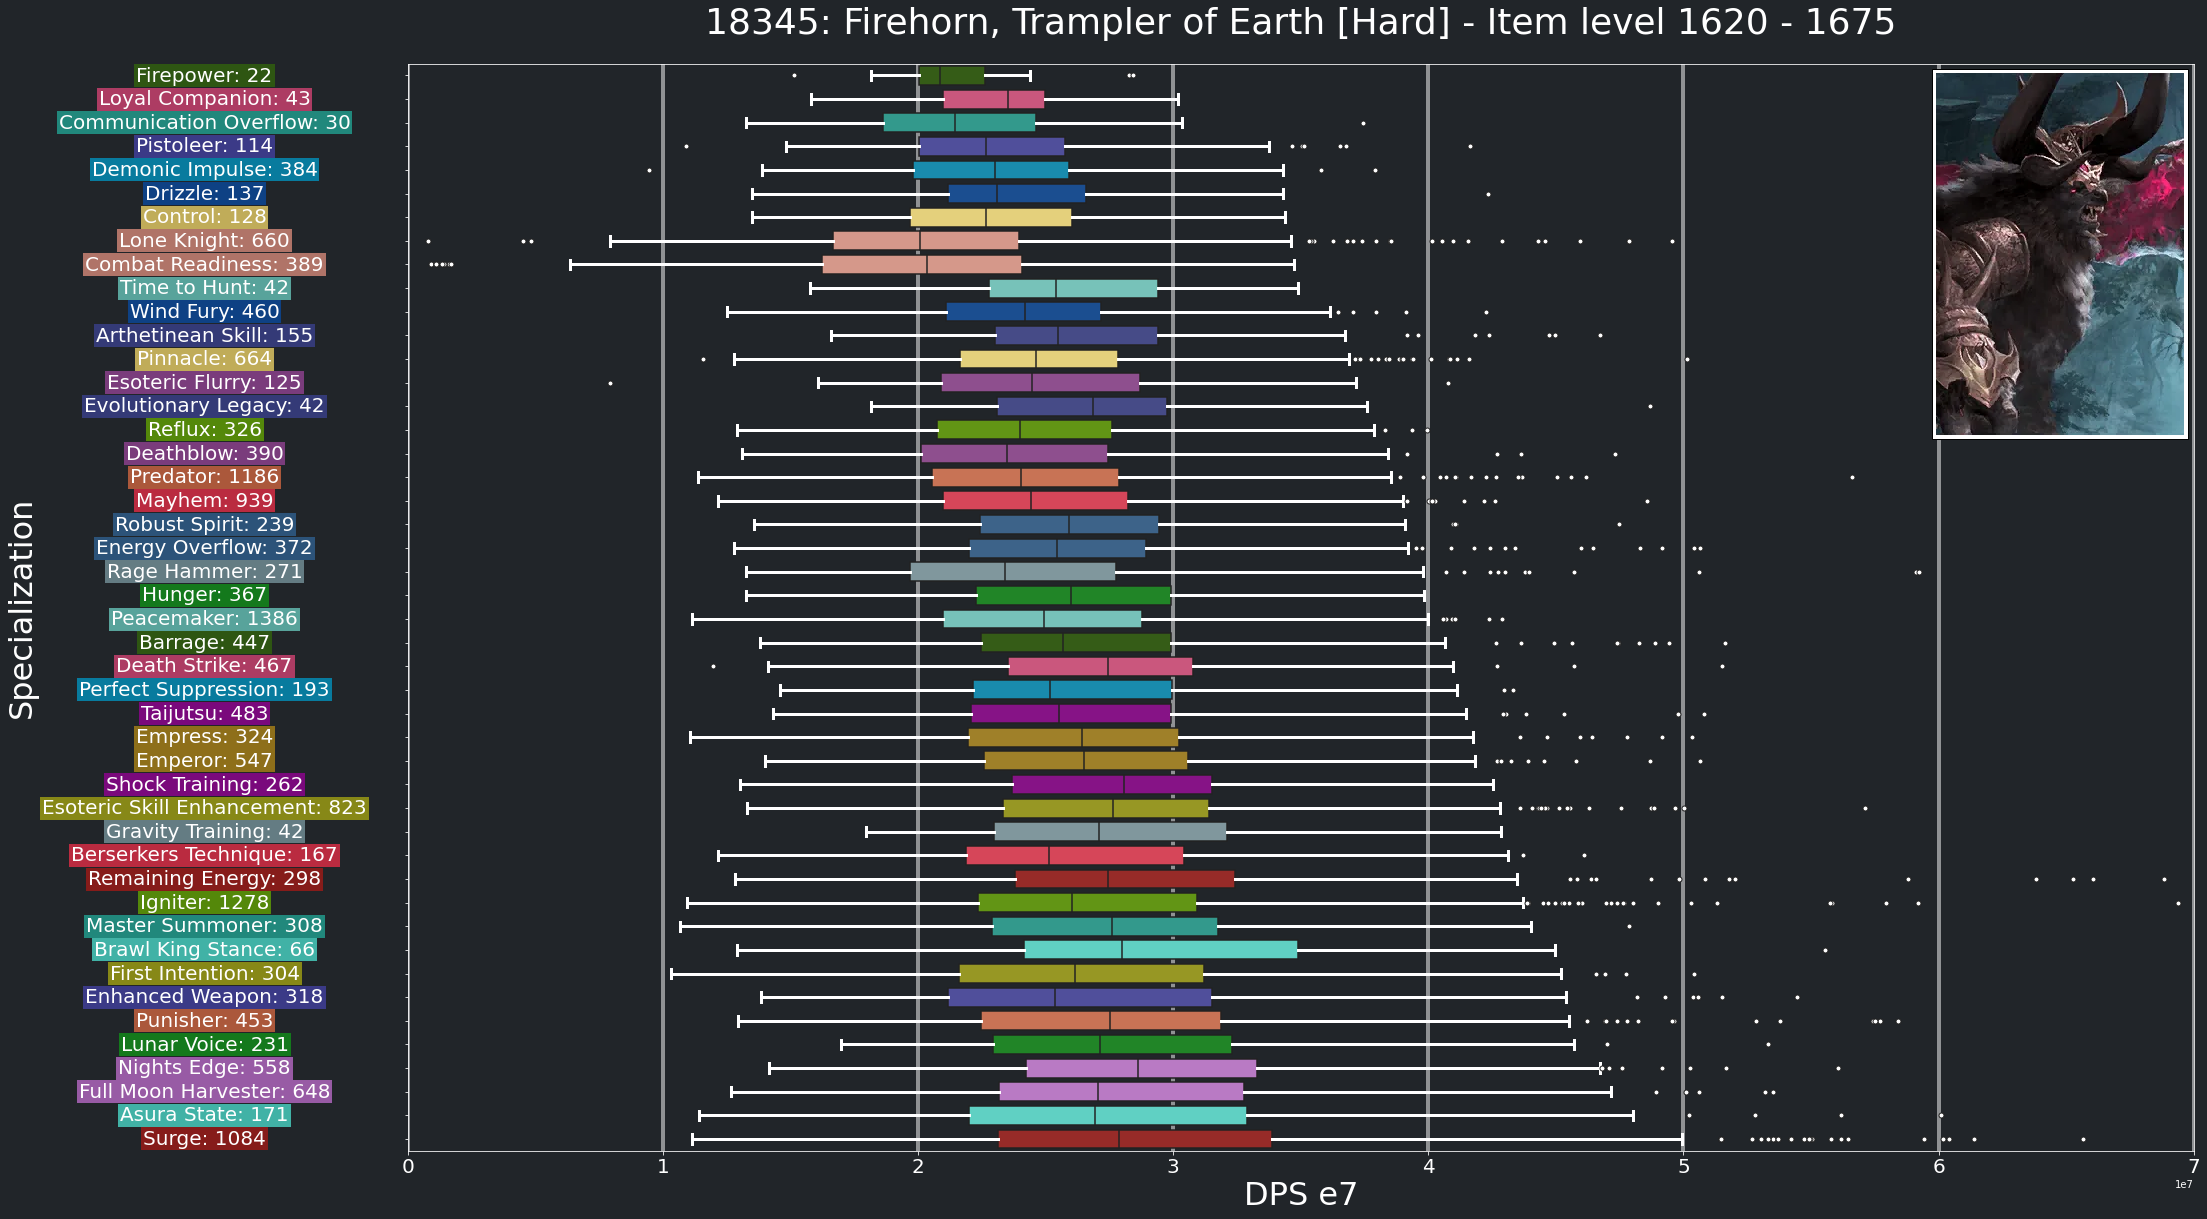 18345: Firehorn, Trampler of Earth [Hard] - Item level 1620 - 1675
Specialization
Firepower: 22
Loyal Companion: 43
Communication Overflow: 30
Pistoleer: 114
Demonic Impulse: 384
Drizzle: 137
Control: 128
Lone Knight: 660
Combat Readiness: 389
Time to Hunt: 42
Wind Fury: 460
Arthetinean Skill: 155
Pinnacle: 664
Esoteric Flurry: 125
Evolutionary Legacy: 42
Reflux: 326
Deathblow: 390
Predator: 1186
Mayhem: 939
Robust Spirit: 239
Energy Overflow: 372
Rage Hammer: 271
Hunger: 367
Peacemaker: 1386
Barrage: 447
Death Strike: 467
Perfect Suppression: 193
Taijutsu: 483
Empress: 324
Emperor: 547
Shock Training: 262
Esoteric Skill Enhancement: 823
Gravity Training: 42
Berserkers Technique: 167
Remaining Energy: 298
Igniter: 1278
Master Summoner: 308
Brawl King Stance: 66
First Intention: 304
Enhanced Weapon: 318
Punisher: 453
Lunar Voice: 231
Nights Edge: 558
Full Moon Harvester: 648
Asura State: 171
Surge: 1084
0 1 2 3 4 5 6 7
DPS e7
1e7